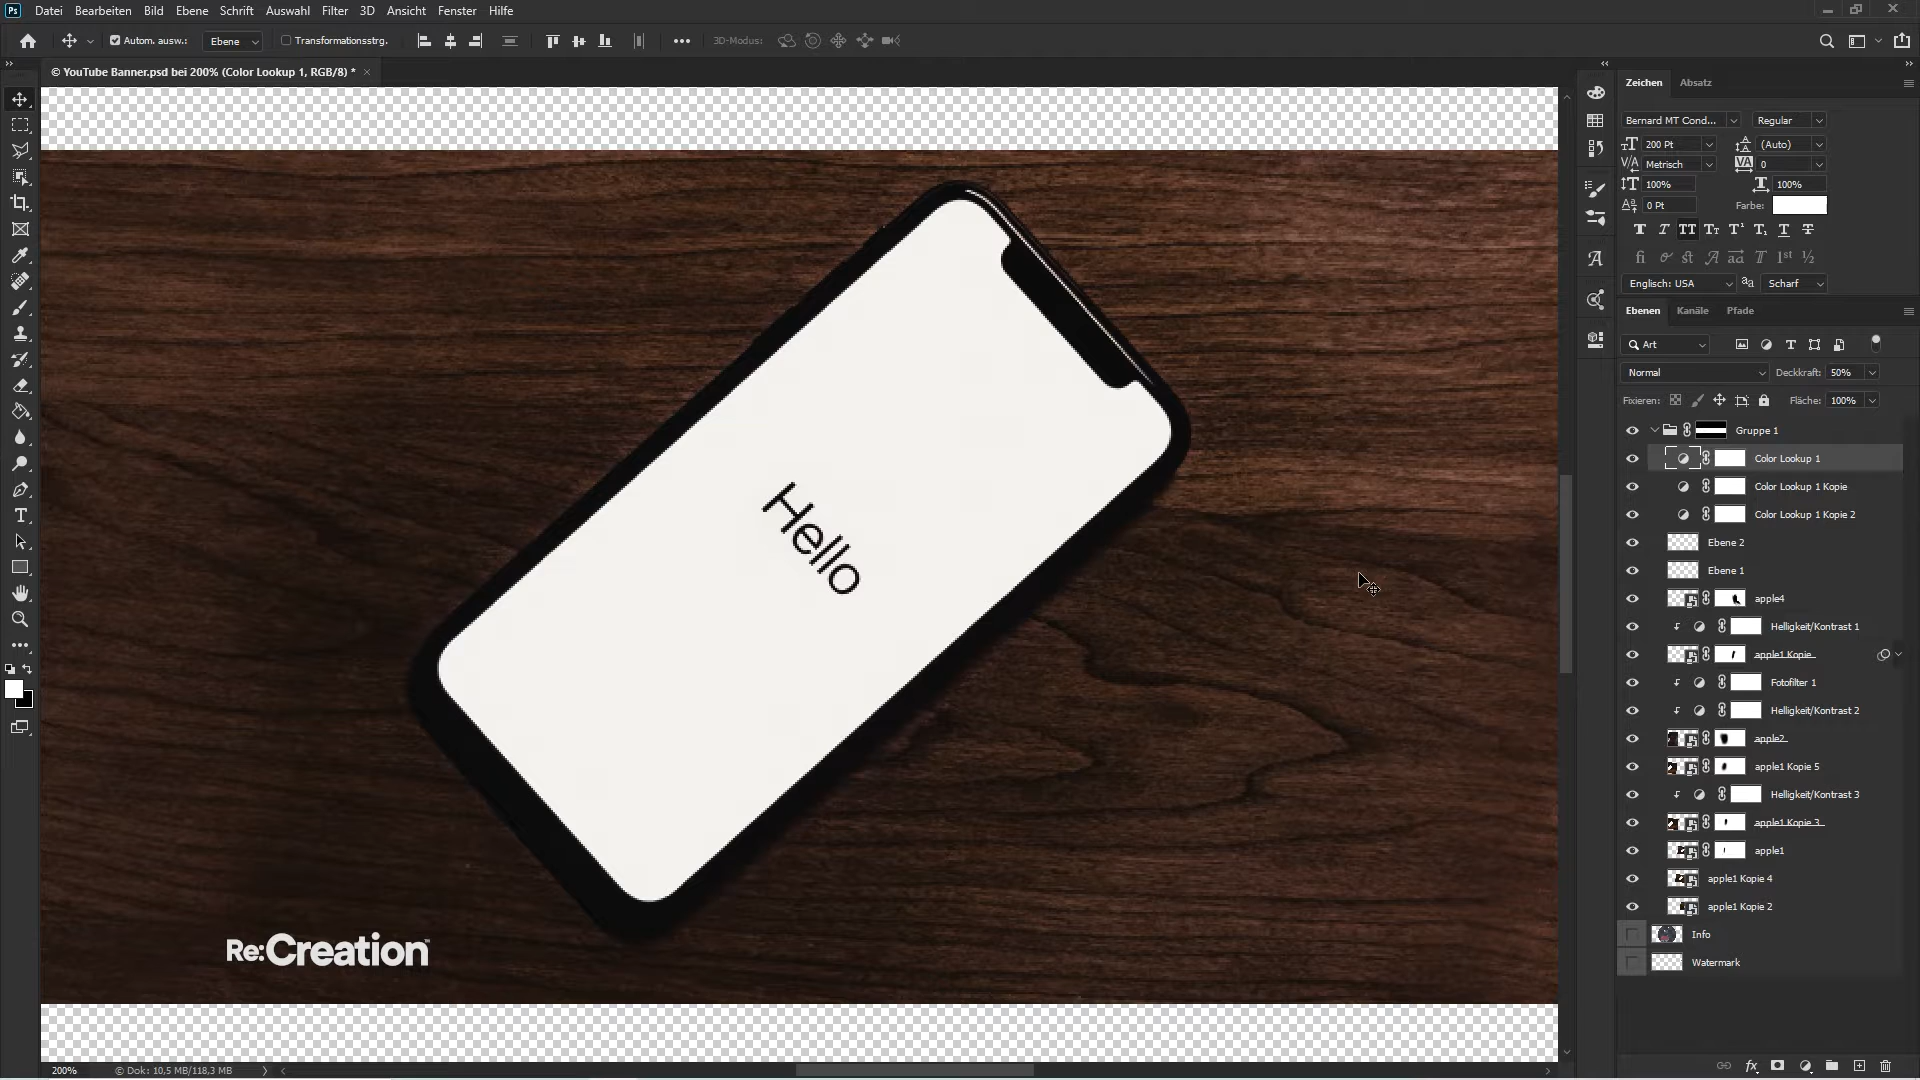 Ps Datei Bearbeiten Bild Ebene Schrift Auswahl Filter 3D Ansicht Fenster Hilfe
Autom. ausw.: Ebene Transformationsstrg. 3D-Modus:
© YouTube Banner.psd bei 200% (Color Lookup 1, RGB/8) *
Zeichen Absatz
Bernard MT Cond... Regular
200 Pt (Auto)
Metrisch 0
100% 100%
0 Pt Farbe:
Englisch: USA Scharf
Ebenen Kanäle Pfade
Art
Normal Deckkraft: 50%
Fixieren: Fläche: 100%
Gruppe 1
Color Lookup 1
Color Lookup 1 Kopie
Color Lookup 1 Kopie 2
Ebene 2
Ebene 1
apple4
Helligkeit/Kontrast 1
apple1 Kopie
Fotofilter 1
Helligkeit/Kontrast 2
apple2
apple1 Kopie 5
Helligkeit/Kontrast 3
apple1 Kopie 3
apple1
apple1 Kopie 4
apple1 Kopie 2
Info
Watermark
Hello
Re:Creation
200% © Dok: 10,5 MB/118,3 MB